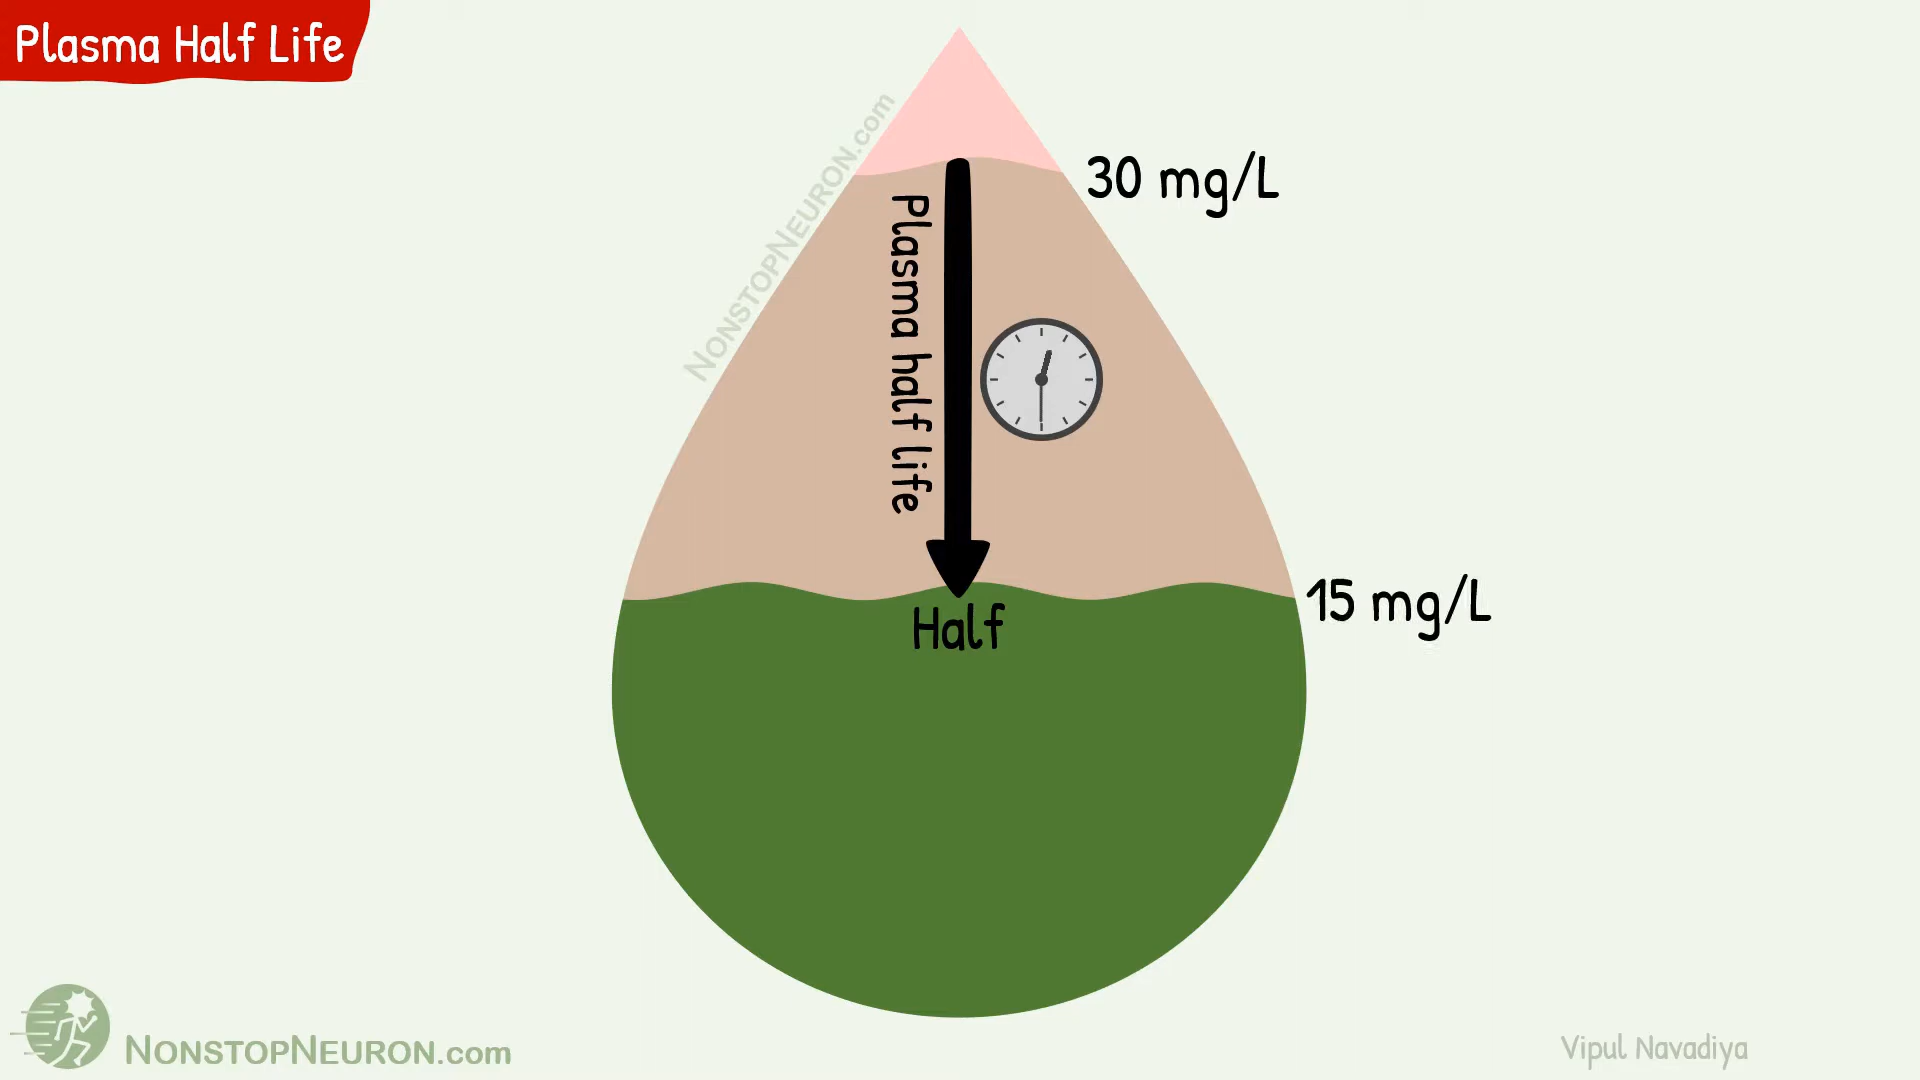 Plasma Half Life
NONSTOPNEURON.com
30 mg/L
Plasma half life
15 mg/L
Half
NONSTOPNEURON.com
Vipul Navadiya